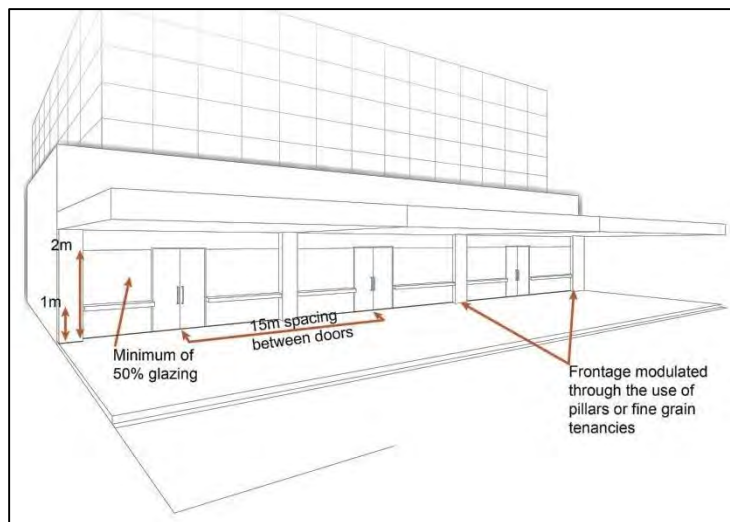 2m
1m
15m spacing
between doors
Minimum of
50% glazing
Frontage modulated
through the use of
pillars or fine grain
tenancies